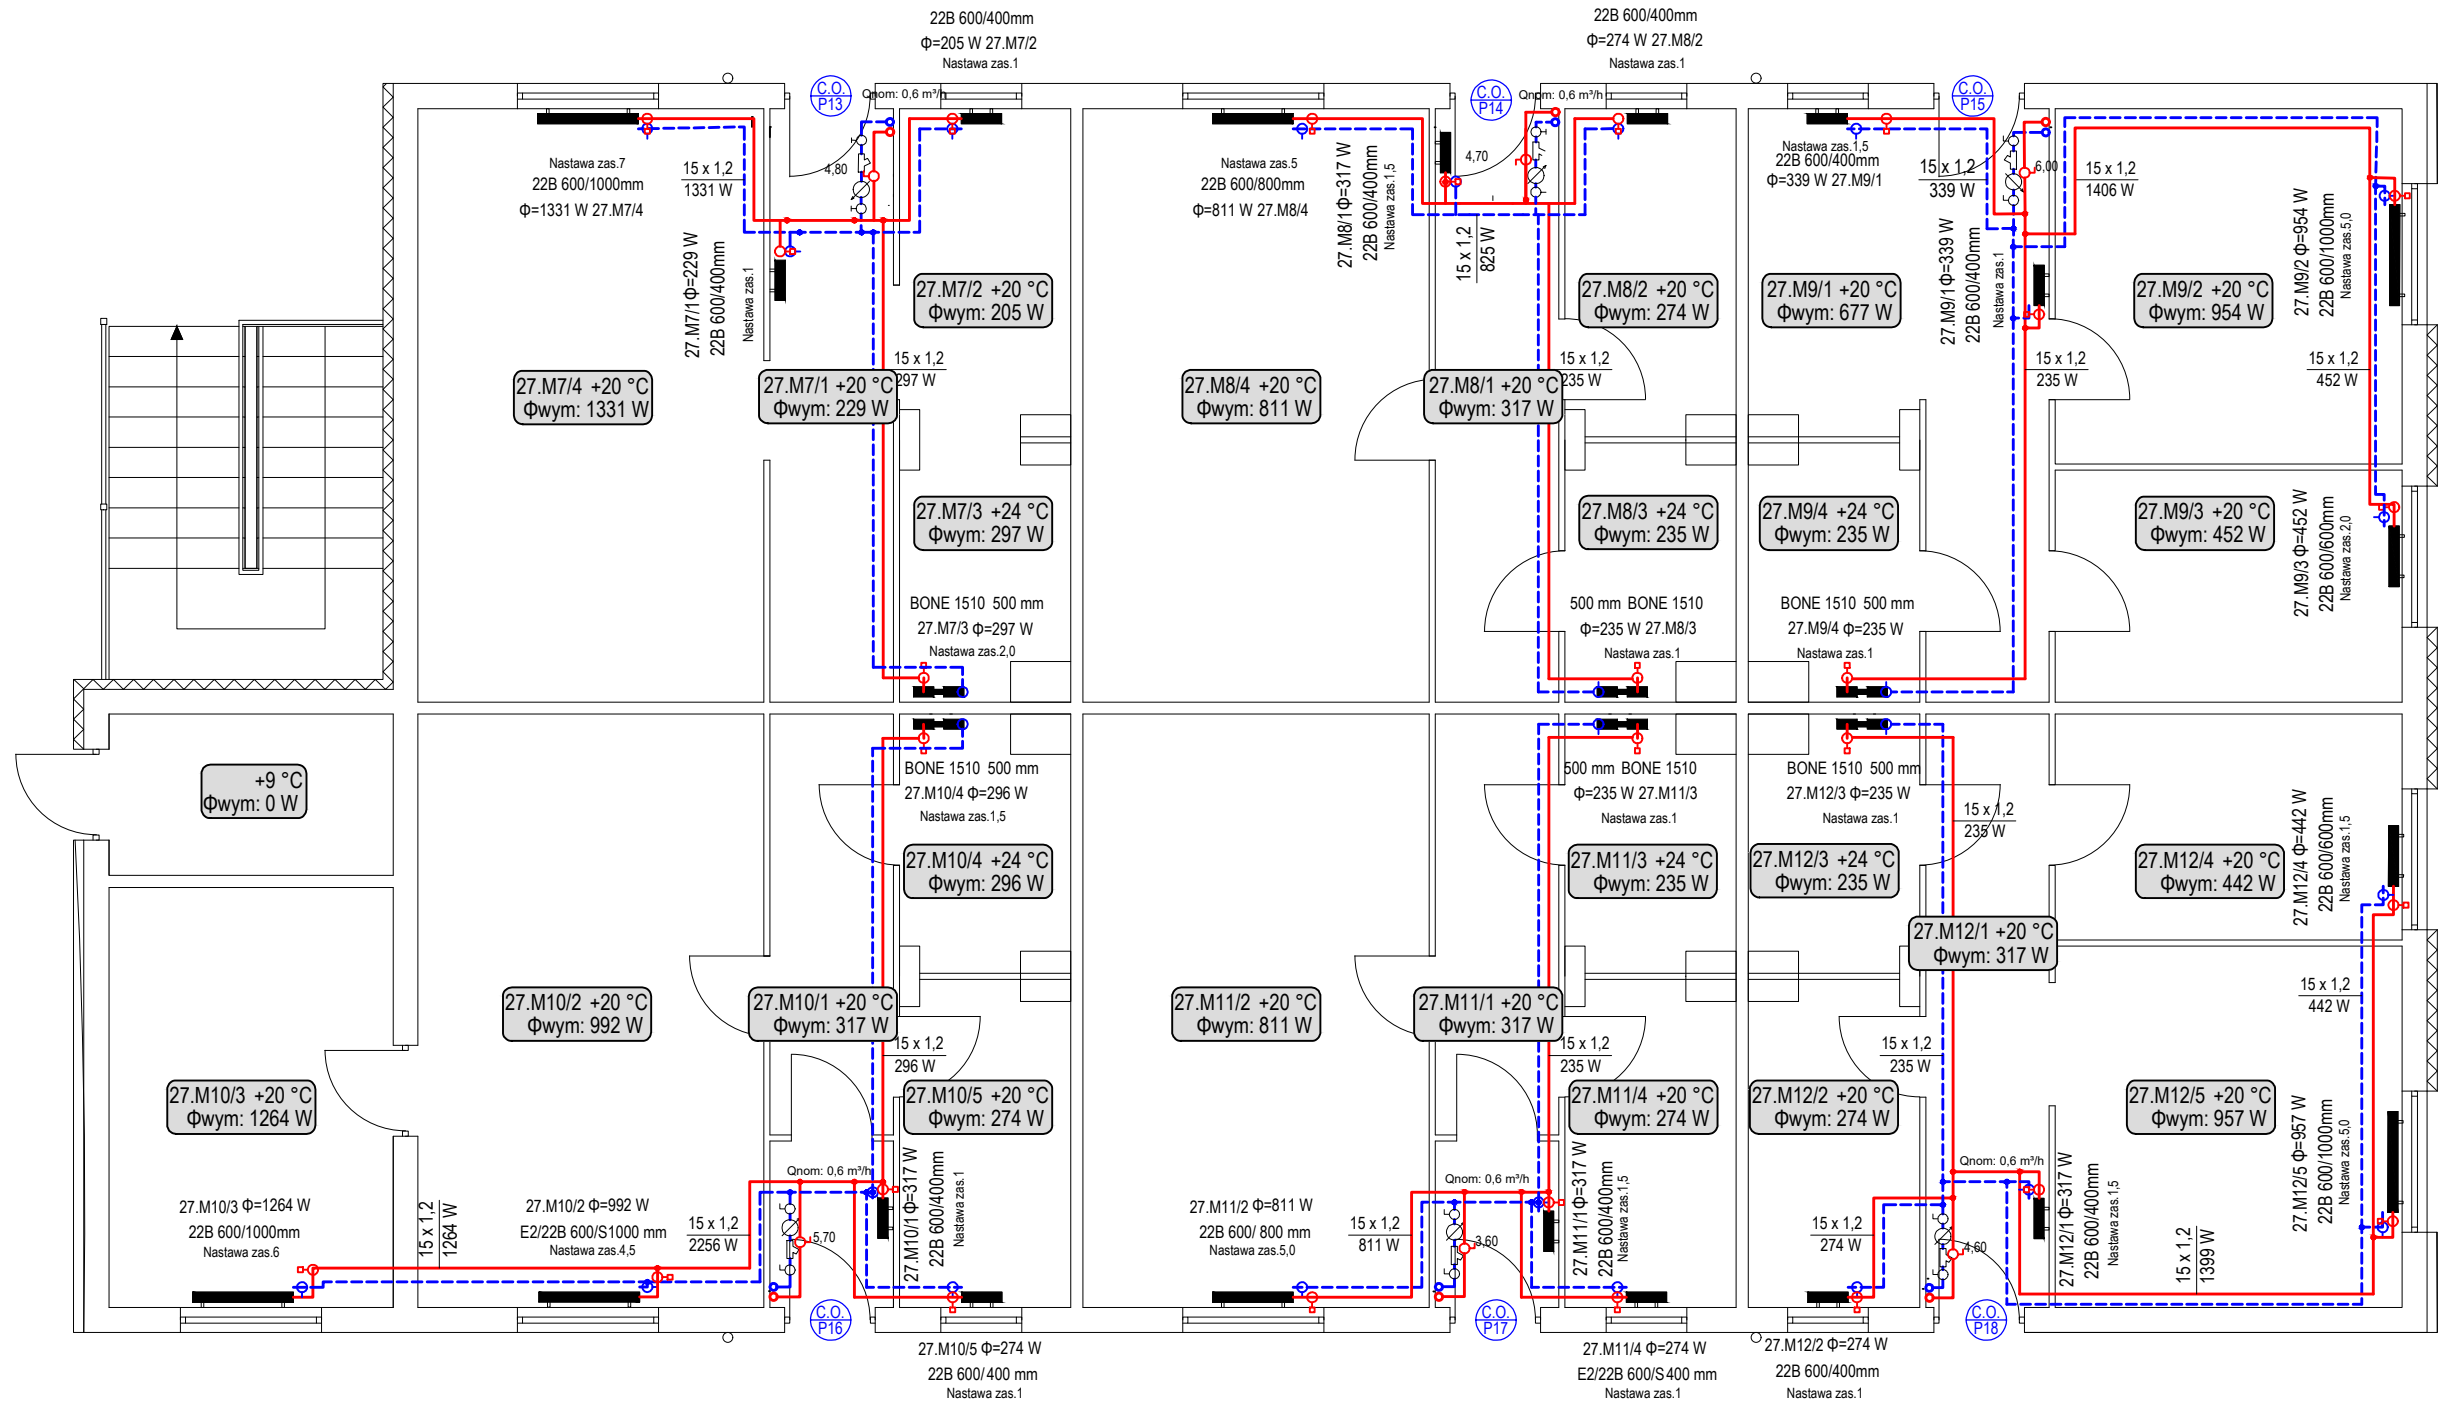 22B 600/400mm
Φ=205 W 27.M7/2
Nastawa zas.1
22B 600/400mm
Φ=274 W 27.M8/2
Nastawa zas.1
C.O.
P13
Qnom: 0,6 m³/h
C.O.
P14
Qnom: 0,6 m³/h
C.O.
P15
Nastawa zas.7
22B 600/1000mm
Φ=1331 W 27.M7/4
15 x 1,2
1331 W
4,80
Nastawa zas.5
22B 600/800mm
Φ=811 W 27.M8/4
27.M8/1Φ=317 W
22B 600/400mm
Nastawa zas.1,5
4,70
15 x 1,2
825 W
Nastawa zas.1,5
22B 600/400mm
Φ=339 W 27.M9/1
15 x 1,2
339 W
6,00
15 x 1,2
1406 W
27.M9/2 Φ=954 W
22B 600/1000mm
Nastawa zas.5,0
27.M7/1Φ=229 W
22B 600/400mm
Nastawa zas.1
27.M7/2 +20 °C
Φwym: 205 W
27.M8/2 +20 °C
Φwym: 274 W
27.M9/1 +20 °C
Φwym: 677 W
27.M9/1Φ=339 W
22B 600/400mm
Nastawa zas.1
27.M9/2 +20 °C
Φwym: 954 W
15 x 1,2
297 W
15 x 1,2
235 W
15 x 1,2
235 W
15 x 1,2
452 W
27.M7/4 +20 °C
Φwym: 1331 W
27.M7/1 +20 °C
Φwym: 229 W
27.M8/4 +20 °C
Φwym: 811 W
27.M8/1 +20 °C
Φwym: 317 W
27.M7/3 +24 °C
Φwym: 297 W
27.M8/3 +24 °C
Φwym: 235 W
27.M9/4 +24 °C
Φwym: 235 W
27.M9/3 +20 °C
Φwym: 452 W
27.M9/3 Φ=452 W
22B 600/600mm
Nastawa zas.2,0
BONE 1510 500 mm
27.M7/3 Φ=297 W
Nastawa zas.2,0
500 mm BONE 1510
Φ=235 W 27.M8/3
Nastawa zas.1
BONE 1510 500 mm
27.M9/4 Φ=235 W
Nastawa zas.1
+9 °C
Φwym: 0 W
BONE 1510 500 mm
27.M10/4 Φ=296 W
Nastawa zas.1,5
500 mm BONE 1510
Φ=235 W 27.M11/3
Nastawa zas.1
BONE 1510 500 mm
27.M12/3 Φ=235 W
Nastawa zas.1
15 x 1,2
235 W
27.M12/4 Φ=442 W
22B 600/600mm
Nastawa zas.1,5
27.M10/4 +24 °C
Φwym: 296 W
27.M11/3 +24 °C
Φwym: 235 W
27.M12/3 +24 °C
Φwym: 235 W
27.M12/4 +20 °C
Φwym: 442 W
27.M12/1 +20 °C
Φwym: 317 W
27.M10/2 +20 °C
Φwym: 992 W
27.M10/1 +20 °C
Φwym: 317 W
27.M11/2 +20 °C
Φwym: 811 W
27.M11/1 +20 °C
Φwym: 317 W
15 x 1,2
442 W
15 x 1,2
296 W
15 x 1,2
235 W
15 x 1,2
235 W
27.M10/3 +20 °C
Φwym: 1264 W
27.M10/5 +20 °C
Φwym: 274 W
27.M11/4 +20 °C
Φwym: 274 W
27.M12/2 +20 °C
Φwym: 274 W
27.M12/5 +20 °C
Φwym: 957 W
27.M12/5 Φ=957 W
22B 600/1000mm
Nastawa zas.5,0
Qnom: 0,6 m³/h
27.M10/1Φ=317 W
22B 600/400mm
Nastawa zas.1
Qnom: 0,6 m³/h
27.M11/1Φ=317 W
22B 600/400mm
Nastawa zas.1,5
Qnom: 0,6 m³/h
27.M12/1Φ=317 W
22B 600/400mm
Nastawa zas.1,5
27.M10/3 Φ=1264 W
22B 600/1000mm
Nastawa zas.6
15 x 1,2
1264 W
27.M10/2 Φ=992 W
E2/22B 600/S1000 mm
Nastawa zas.4,5
15 x 1,2
2256 W
5,70
27.M11/2 Φ=811 W
22B 600/ 800 mm
Nastawa zas.5,0
15 x 1,2
811 W
3,60
15 x 1,2
274 W
4,60
15 x 1,2
1399 W
C.O.
P16
C.O.
P17
C.O.
P18
27.M10/5 Φ=274 W
22B 600/400 mm
Nastawa zas.1
27.M11/4 Φ=274 W
E2/22B 600/S400 mm
Nastawa zas.1
27.M12/2 Φ=274 W
22B 600/400mm
Nastawa zas.1